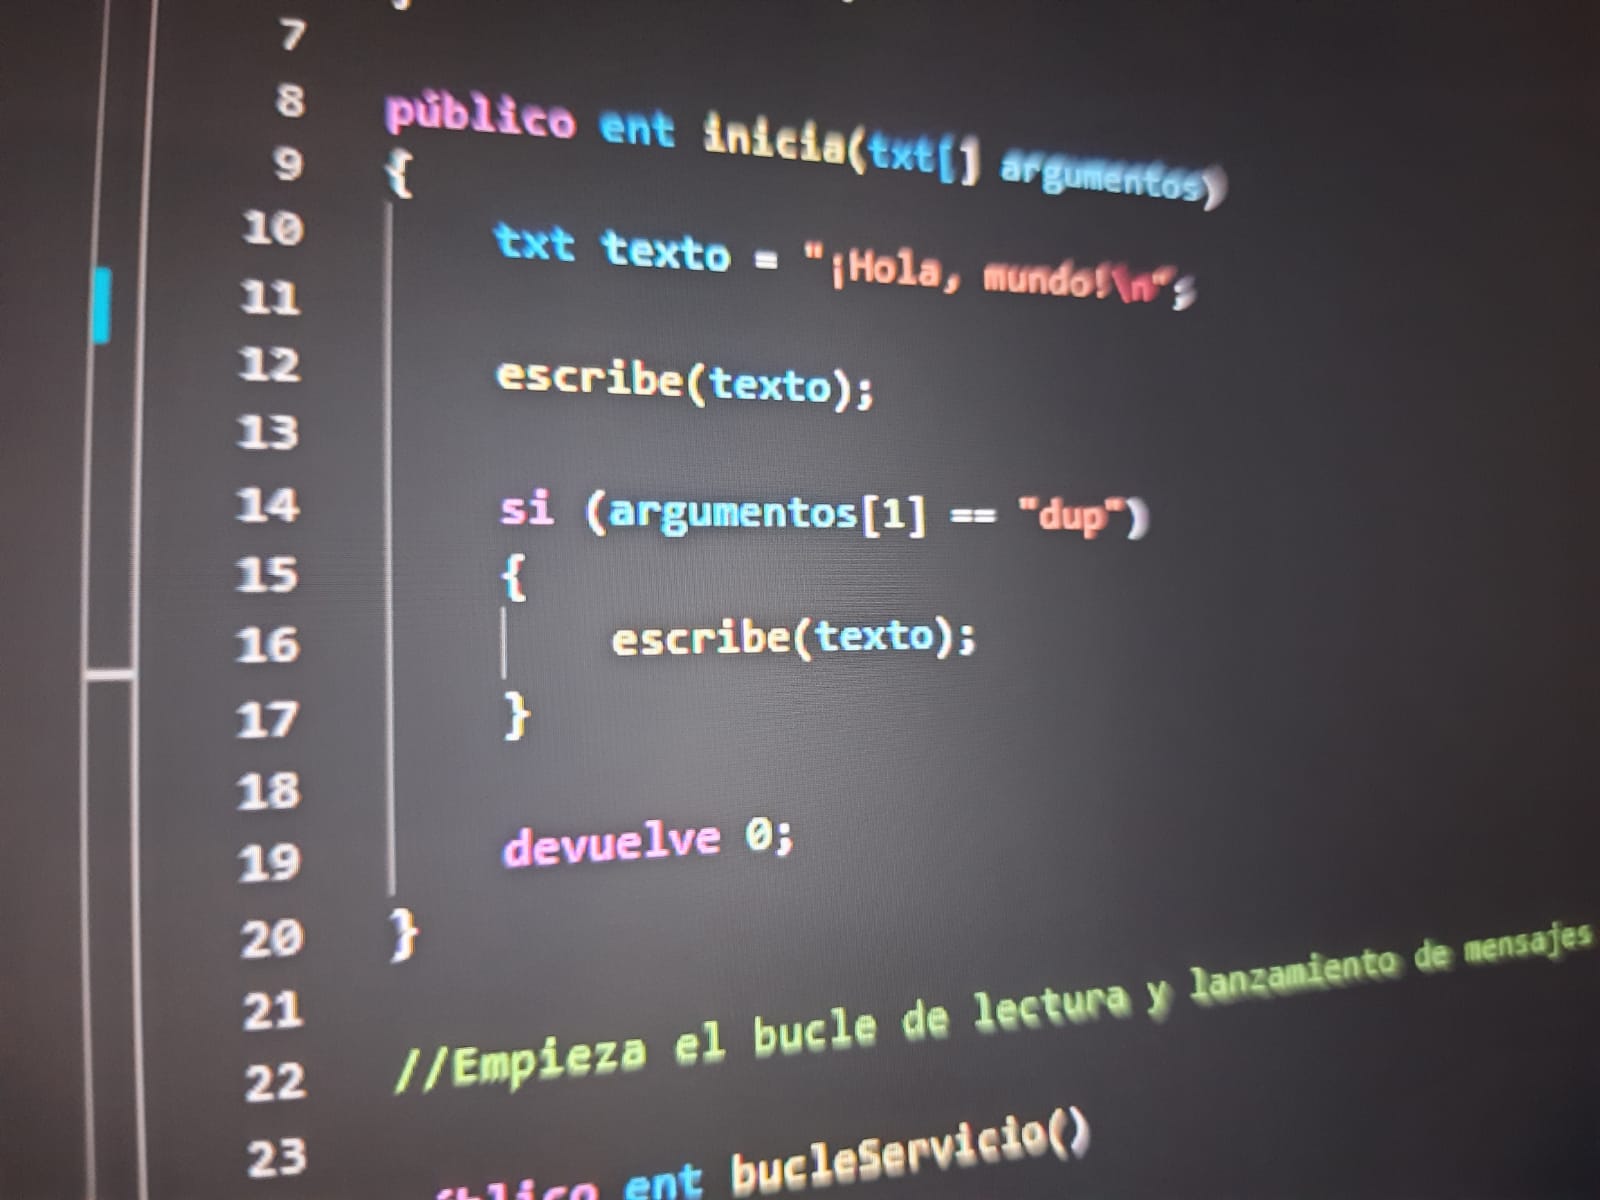 7
8 público ent inicia(txt[] argumentos)
9 {
10 txt texto = "¡Hola, mundo!\n";
11
12 escribe(texto);
13
14 si (argumentos[1] == "dup")
15 {
16 escribe(texto);
17 }
18
19 devuelve 0;
20 }
21
22 //Empieza el bucle de lectura y lanzamiento de mensajes
23 público ent bucleServicio()